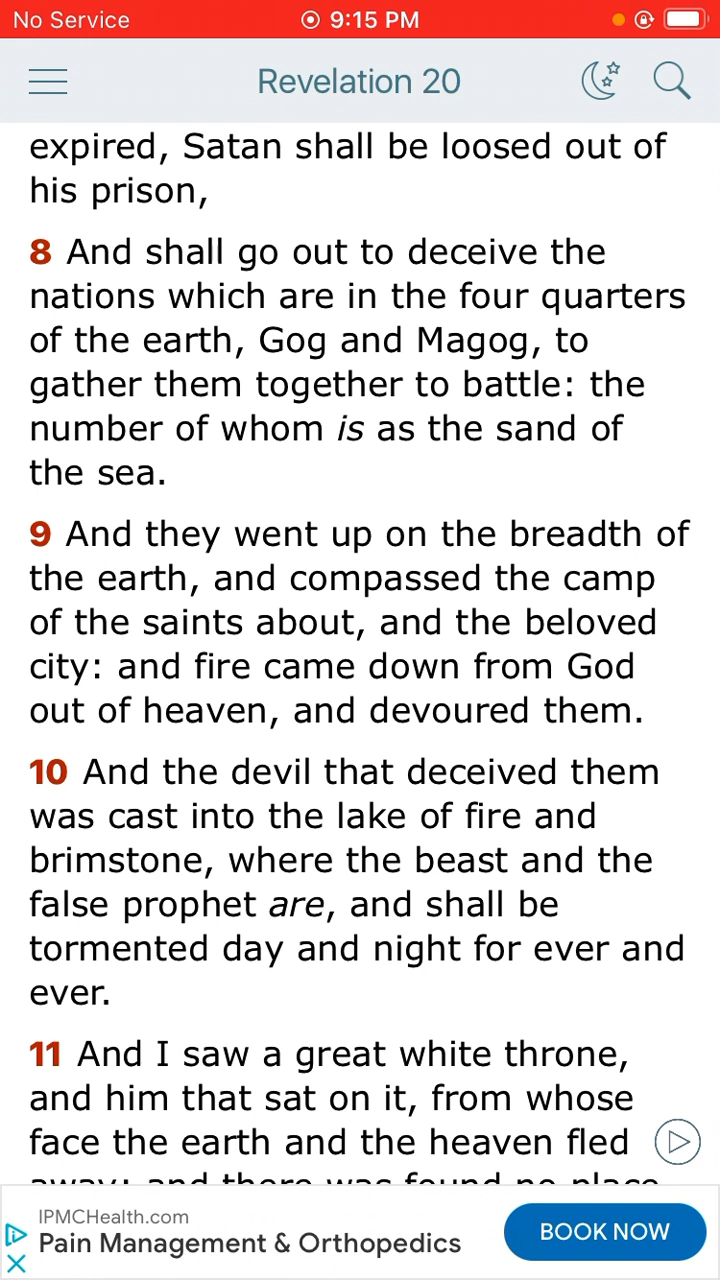 No Service
9:15 PM
Revelation 20
expired, Satan shall be loosed out of
his prison,
8 And shall go out to deceive the
nations which are in the four quarters
of the earth, Gog and Magog, to
gather them together to battle: the
number of whom is as the sand of
the sea.
9 And they went up on the breadth of
the earth, and compassed the camp
of the saints about, and the beloved
city: and fire came down from God
out of heaven, and devoured them.
10 And the devil that deceived them
was cast into the lake of fire and
brimstone, where the beast and the
false prophet are, and shall be
tormented day and night for ever and
ever.
11 And I saw a great white throne,
and him that sat on it, from whose
face the earth and the heaven fled
away; and there was found no place
IPMCHealth.com
Pain Management & Orthopedics
BOOK NOW